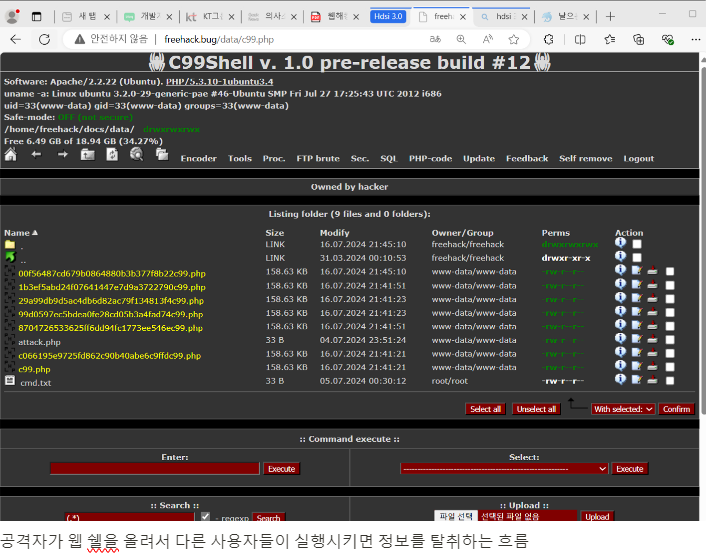 새 탭
개발기
kt KT그
의사소
웹해
Hdsi 3.0
freeh
hdsi
날으
안전하지 않음 freehack.bug/data/c99.php
C99Shell v. 1.0 pre-release build #12
Software: Apache/2.2.22 (Ubuntu). PHP/5.3.10-1ubuntu3.4
uname -a: Linux ubuntu 3.2.0-29-generic-pae #46-Ubuntu SMP Fri Jul 27 17:25:43 UTC 2012 i686
uid=33(www-data) gid=33(www-data) groups=33(www-data)
Safe-mode: OFF (not secure)
/home/freehack/docs/data/ drwxrwxrwx
Free 6.49 GB of 18.94 GB (34.27%)
Encoder Tools Proc. FTP brute Sec. SQL PHP-code Update Feedback Self remove Logout
Owned by hacker
Listing folder (9 files and 0 folders):
Name Size Modify Owner/Group Perms Action
. LINK 16.07.2024 21:45:10 freehack/freehack drwxrwxrwx
.. LINK 31.03.2024 00:10:53 freehack/freehack drwxr-xr-x
00f56487cd679b0864880b3b377f8b22c99.php 158.63 KB 16.07.2024 21:45:10 www-data/www-data -rw-r--r--
1b3ef5abd24f07641447e7d9a3722790c99.php 158.63 KB 16.07.2024 21:41:51 www-data/www-data -rw-r--r--
29a99db9d5ac4db6d82ac79f134813f4c99.php 158.63 KB 16.07.2024 21:41:23 www-data/www-data -rw-r--r--
99d0597ec5bdea0fe28cd05b3a4fad74c99.php 158.63 KB 16.07.2024 21:41:23 www-data/www-data -rw-r--r--
8704726533625ff6dd94fc1773ee546ec99.php 158.63 KB 16.07.2024 21:41:51 www-data/www-data -rw-r--r--
attack.php 33 B 04.07.2024 23:51:24 www-data/www-data -rw-r--r--
c066195e9725fd862c90b40abe6c9ffdc99.php 158.63 KB 16.07.2024 21:41:21 www-data/www-data -rw-r--r--
c99.php 158.63 KB 16.07.2024 21:41:21 www-data/www-data -rw-r--r--
cmd.txt 33 B 05.07.2024 00:30:12 root/root -rw-r--r--
Select all Unselect all With selected: Confirm
:: Command execute ::
Enter: Select:
Execute Execute
:: Search :: :: Upload ::
(.*) - regexp Search 파일 선택 선택된 파일 없음 Upload
공격자가 웹 쉘을 올려서 다른 사용자들이 실행시키면 정보를 탈취하는 흐름